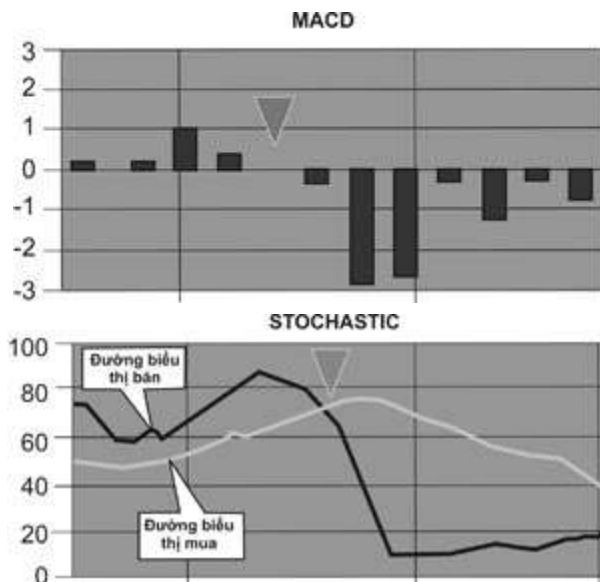 MACD
3
2
1
0
-1
-2
-3
STOCHASTIC
100
80
60
40
20
0
Đường biểu
thị bán
Đường biểu
thị mua